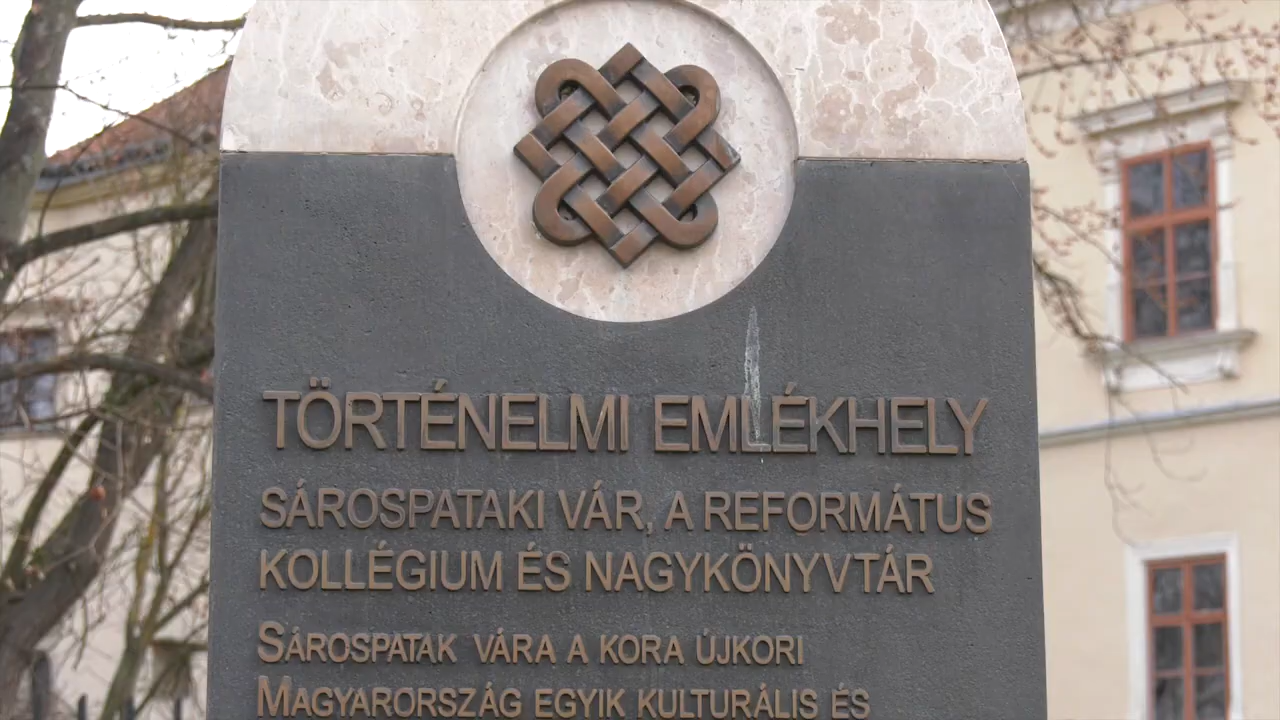 TÖRTÉNELMI EMLÉKHELY
SÁROSPATAKI VÁR, A REFORMÁTUS
KOLLÉGIUM ÉS NAGYKÖNYVTÁR
SÁROSPATAK VÁRA A KORA ÚJKORI
MAGYARORSZÁG EGYIK KULTURÁLIS ÉS